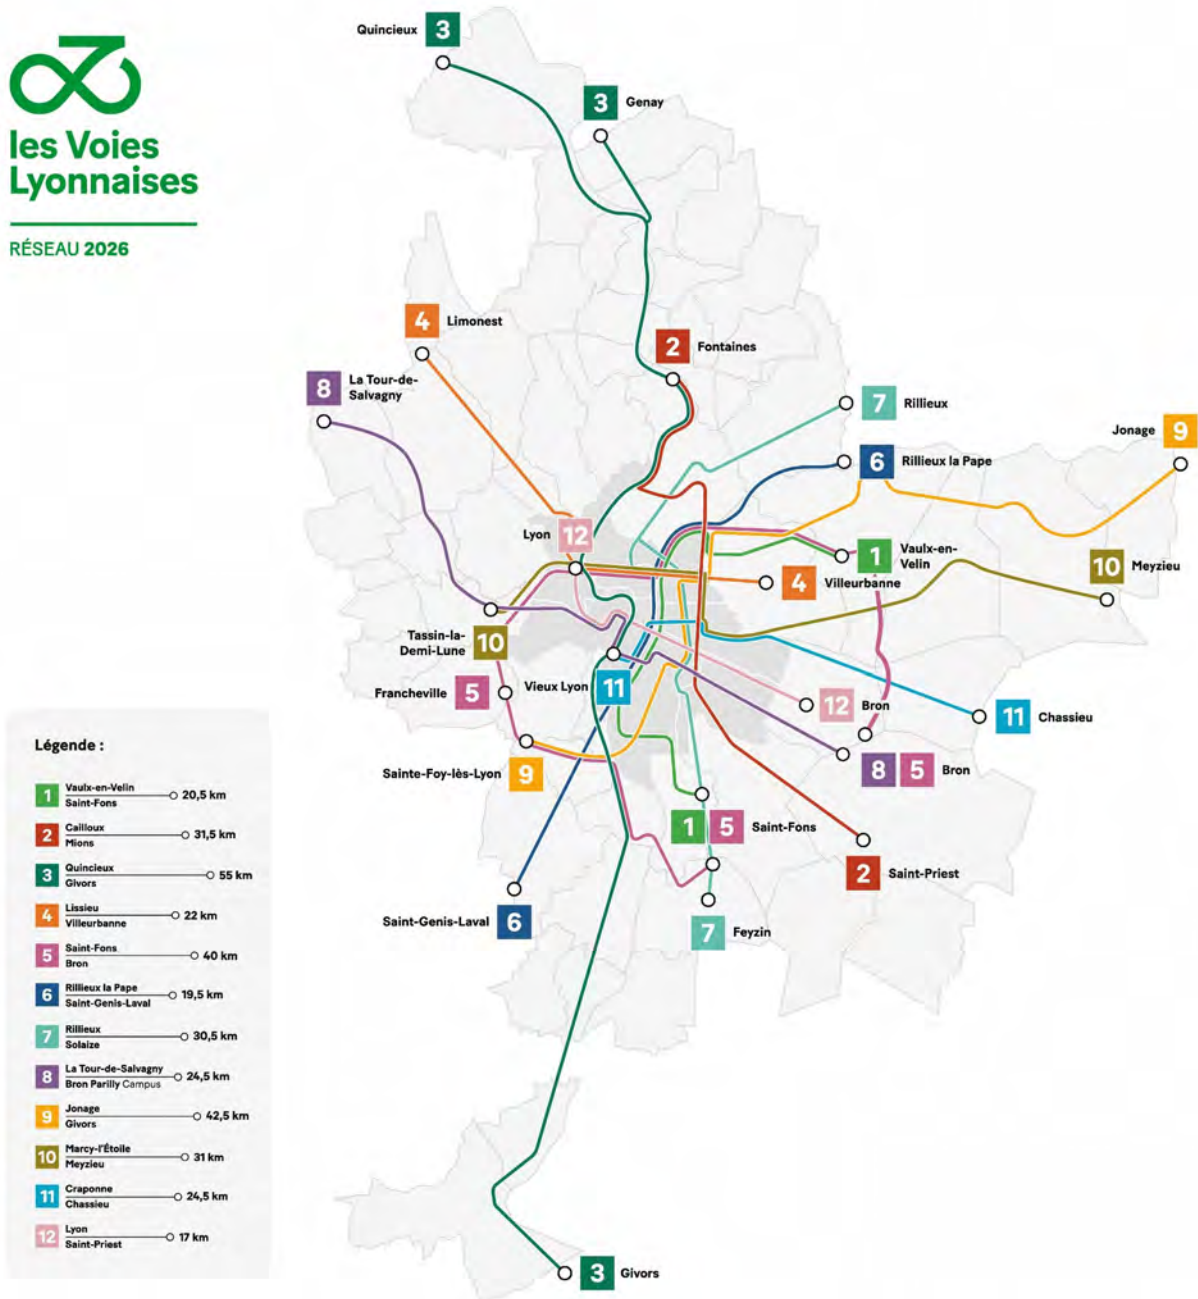 les Voies
Lyonnaises
RÉSEAU 2026
Quincieux 3
3 Genay
4 Limonest
2 Fontaines
8 La Tour-de-
Salvagny
7 Rillieux
Jonage 9
6 Rillieux la Pape
Lyon 12
1 Vaulx-en-
Velin
10 Meyzieu
4 Villeurbanne
Tassin-la-
Demi-Lune 10
Francheville 5
Vieux Lyon 11
12 Bron
11 Chassieu
8 5 Bron
Sainte-Foy-lès-Lyon 9
1 5 Saint-Fons
2 Saint-Priest
Saint-Genis-Laval 6
7 Feyzin
3 Givors
Légende :
1 Vaulx-en-Velin
Saint-Fons 20,5 km
2 Cailloux
Mions 31,5 km
3 Quincieux
Givors 55 km
4 Lissieu
Villeurbanne 22 km
5 Saint-Fons
Bron 40 km
6 Rillieux la Pape
Saint-Genis-Laval 19,5 km
7 Rillieux
Solaize 30,5 km
8 La Tour-de-Salvagny
Bron Parilly Campus 24,5 km
9 Jonage
Givors 42,5 km
10 Marcy-l'Étoile
Meyzieu 31 km
11 Craponne
Chassieu 24,5 km
12 Lyon
Saint-Priest 17 km